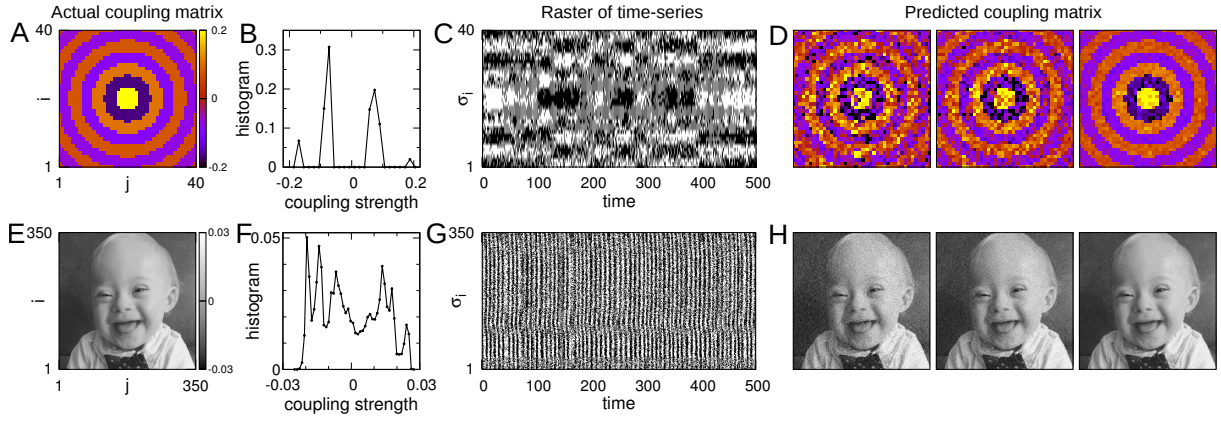 Actual coupling matrix
Raster of time-series
Predicted coupling matrix
A
40
i
1
1
j
40
0.2
0
-0.2
B
histogram
0.3
0.2
0.1
0
-0.2
0
0.2
coupling strength
C
40
σi
1
0
100
200
300
400
500
time
D
E
350
i
1
1
j
350
0.03
0
-0.03
F
histogram
0.05
0
-0.03
0
0.03
coupling strength
G
350
σi
1
0
100
200
300
400
500
time
H